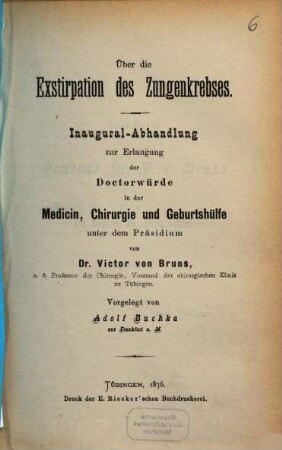 6
Über die
Exstirpation des Zungenkrebses.
Inaugural-Abhandlung
zur Erlangung
der
Doctorwürde
in der
Medicin, Chirurgie und Geburtshülfe
unter dem Präsidium
von
Dr. Victor von Bruns,
o. ö. Professor der Chirurgie, Vorstand der chirurgischen Klinik
zu Tübingen.
Vorgelegt von
Adolf Buchka
aus Frankfurt a. M.
TÜBINGEN, 1876.
Druck der E. Riecker'schen Buchdruckerei.